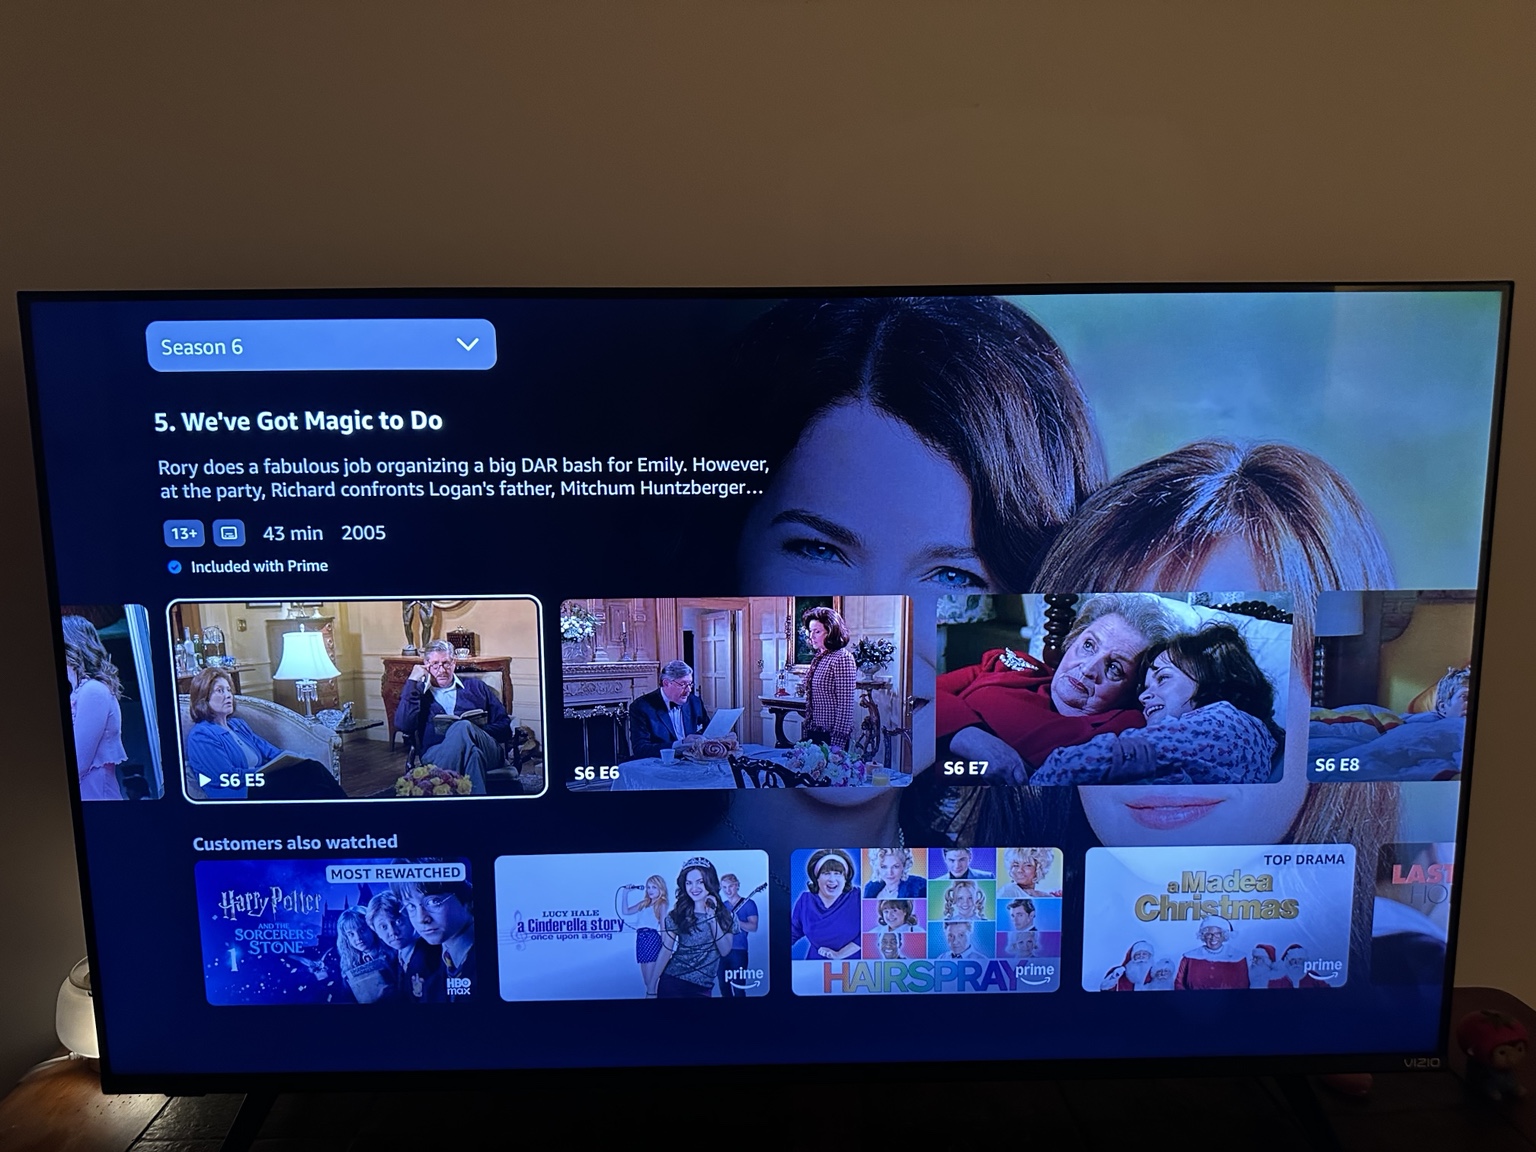 Season 6
5. We've Got Magic to Do
Rory does a fabulous job organizing a big DAR bash for Emily. However,
at the party, Richard confronts Logan's father, Mitchum Huntzberger...
13+ 43 min 2005
Included with Prime
S6 E5
S6 E6
S6 E7
S6 E8
Customers also watched
MOST REWATCHED
Harry Potter
AND THE
SORCERER'S
STONE
1
HBO
max
LUCY HALE
a Cinderella story
once upon a song
prime
HAIRSPRAY
prime
TOP DRAMA
a Madea
Christmas
prime
LAST
HO
VIZIO